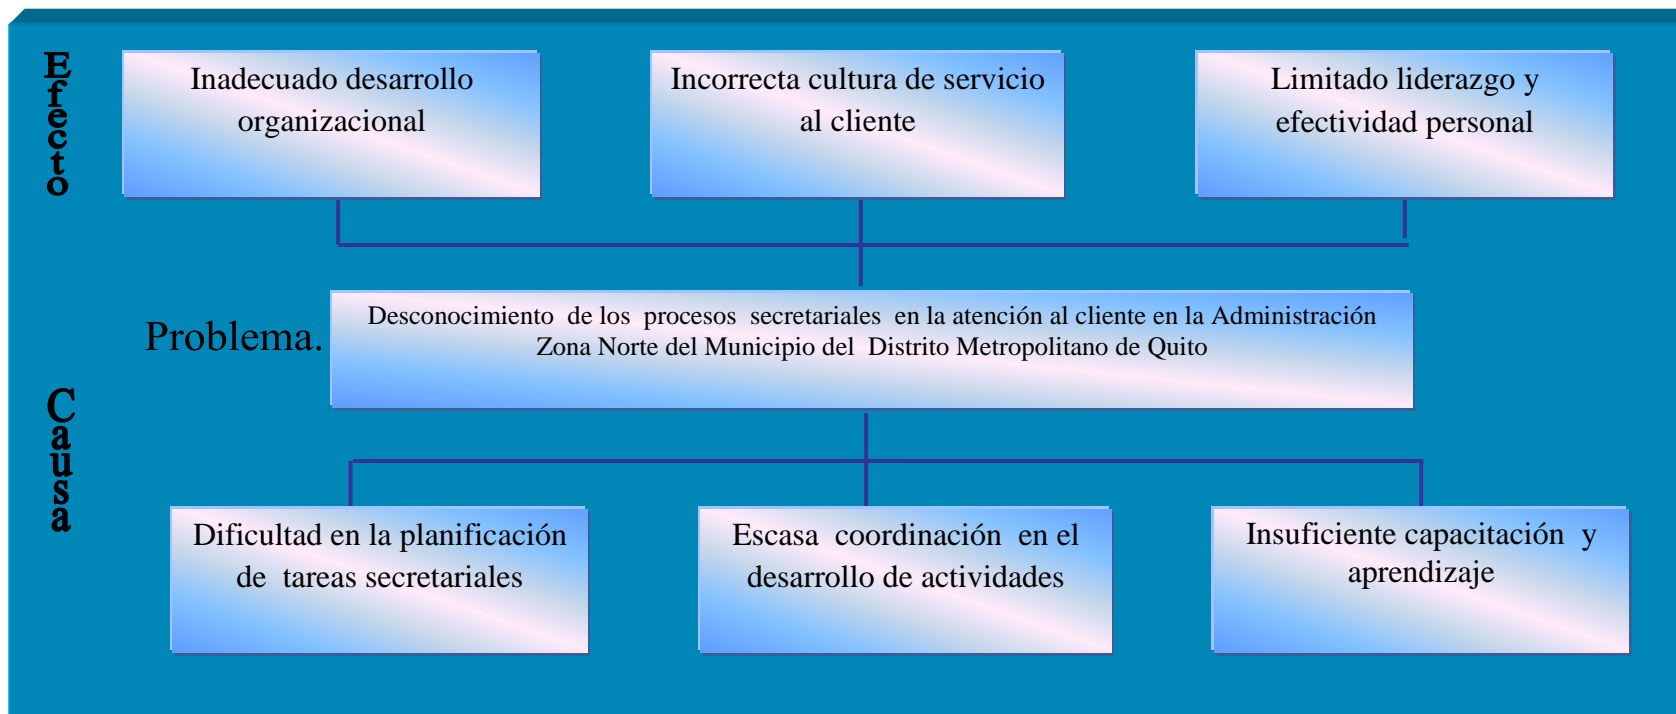 Efecto
Inadecuado desarrollo
organizacional
Incorrecta cultura de servicio
al cliente
Limitado liderazgo y
efectividad personal
Problema.
Desconocimiento de los procesos secretariales en la atención al cliente en la Administración
Zona Norte del Municipio del Distrito Metropolitano de Quito
Causa
Dificultad en la planificación
de tareas secretariales
Escasa coordinación en el
desarrollo de actividades
Insuficiente capacitación y
aprendizaje